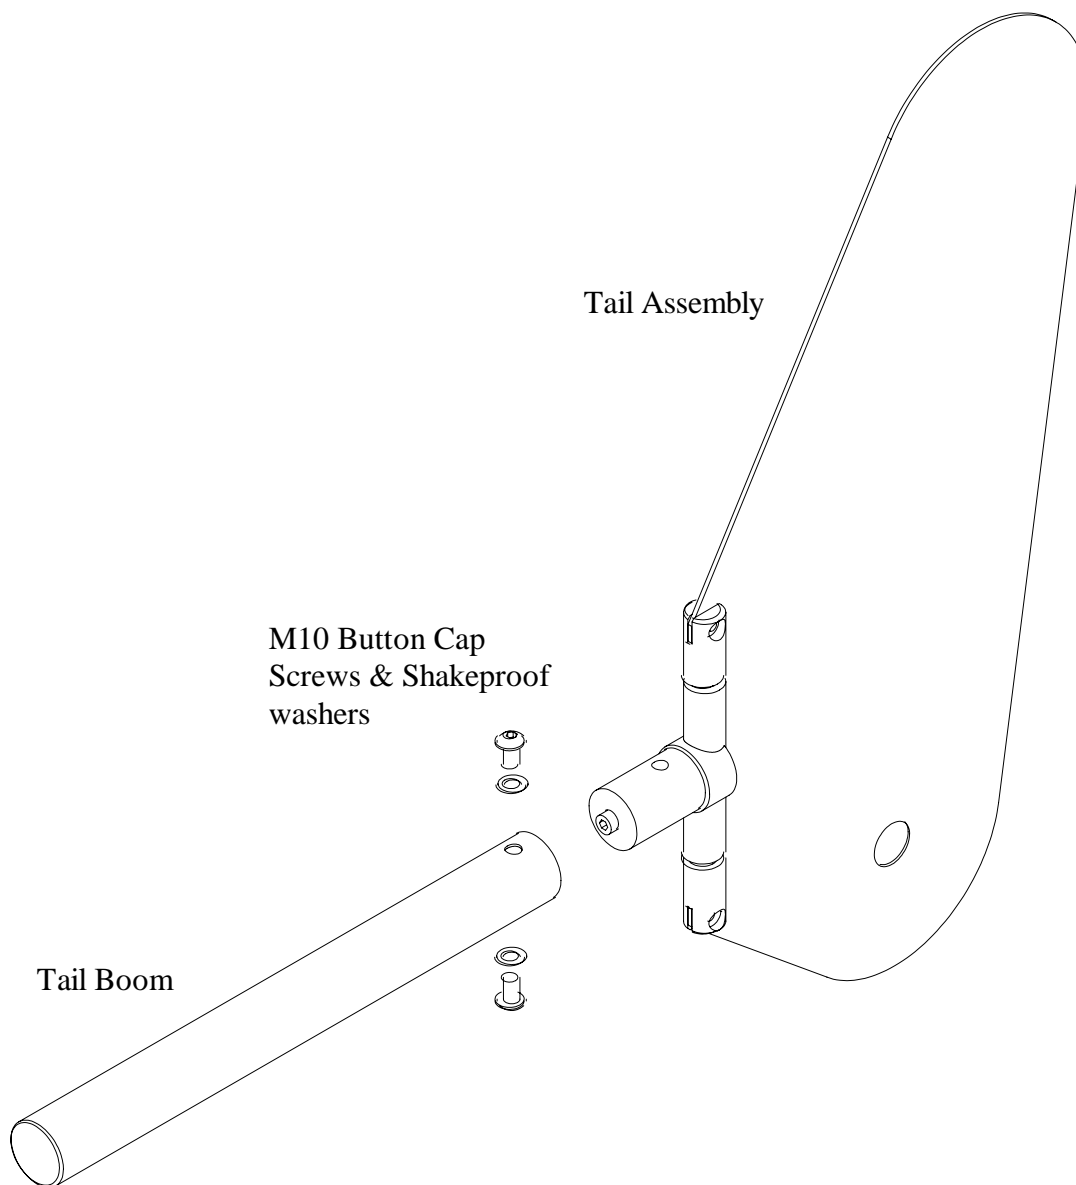 Tail Assembly
M10 Button Cap
Screws & Shakeproof
washers
Tail Boom